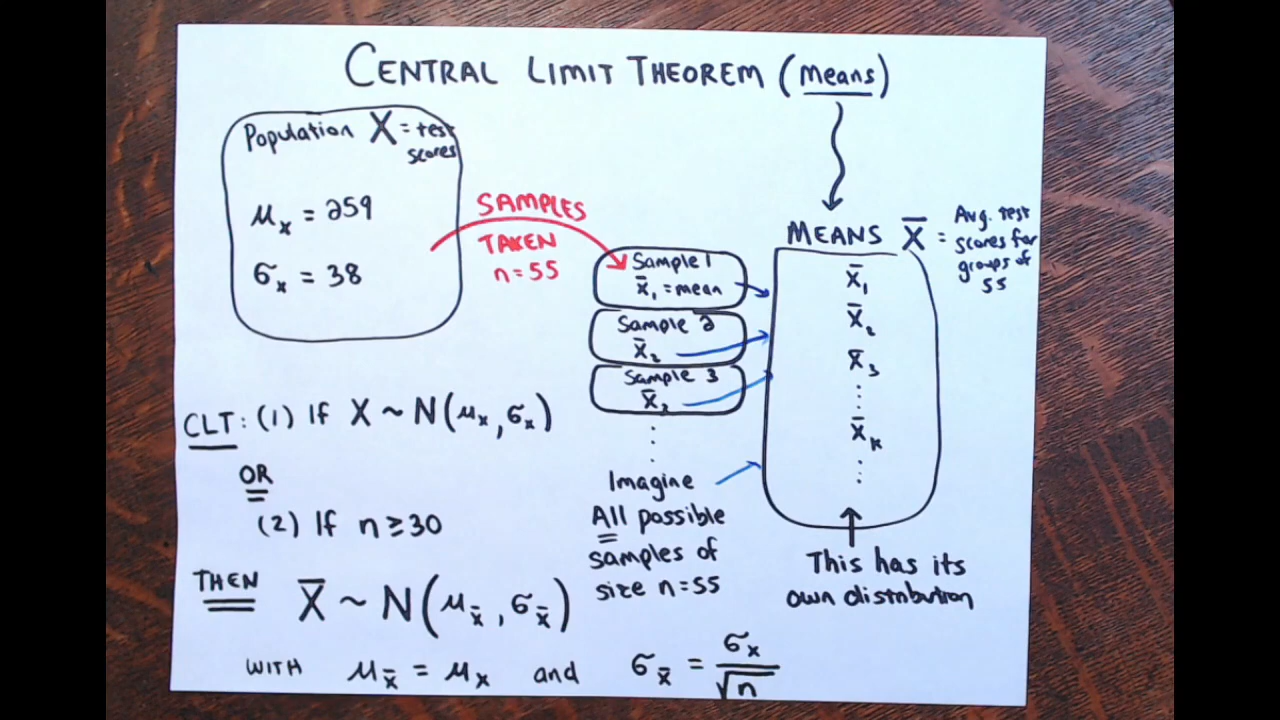 CENTRAL LIMIT THEOREM (means)
Population X = test
scores
μx = 259
σx = 38
SAMPLES
TAKEN
n = 55
Sample 1
x̄₁ = mean
Sample 2
x̄₂
Sample 3
x̄₃
⋮
Imagine
All possible
samples of
size n = 55
MEANS X̄ = Avg. test
scores for
groups of
55
x̄₁
x̄₂
x̄₃
⋮
x̄ₖ
⋮
This has its
own distribution
CLT: (1) If X ~ N(μx, σx)
OR
(2) If n ≥ 30
THEN X̄ ~ N(μx̄, σx̄)
WITH μx̄ = μx and σx̄ = σx/√n